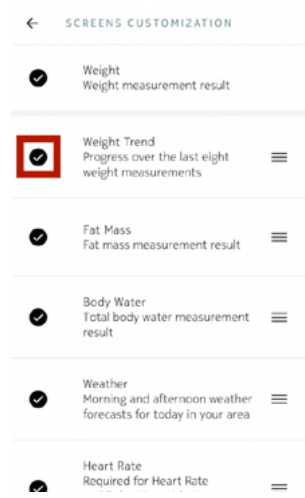 SCREENS CUSTOMIZATION
Weight
Weight measurement result
Weight Trend
Progress over the last eight
weight measurements
Fat Mass
Fat mass measurement result
Body Water
Total body water measurement
result
Weather
Morning and afternoon weather
forecasts for today in your area
Heart Rate
Required for Heart Rate